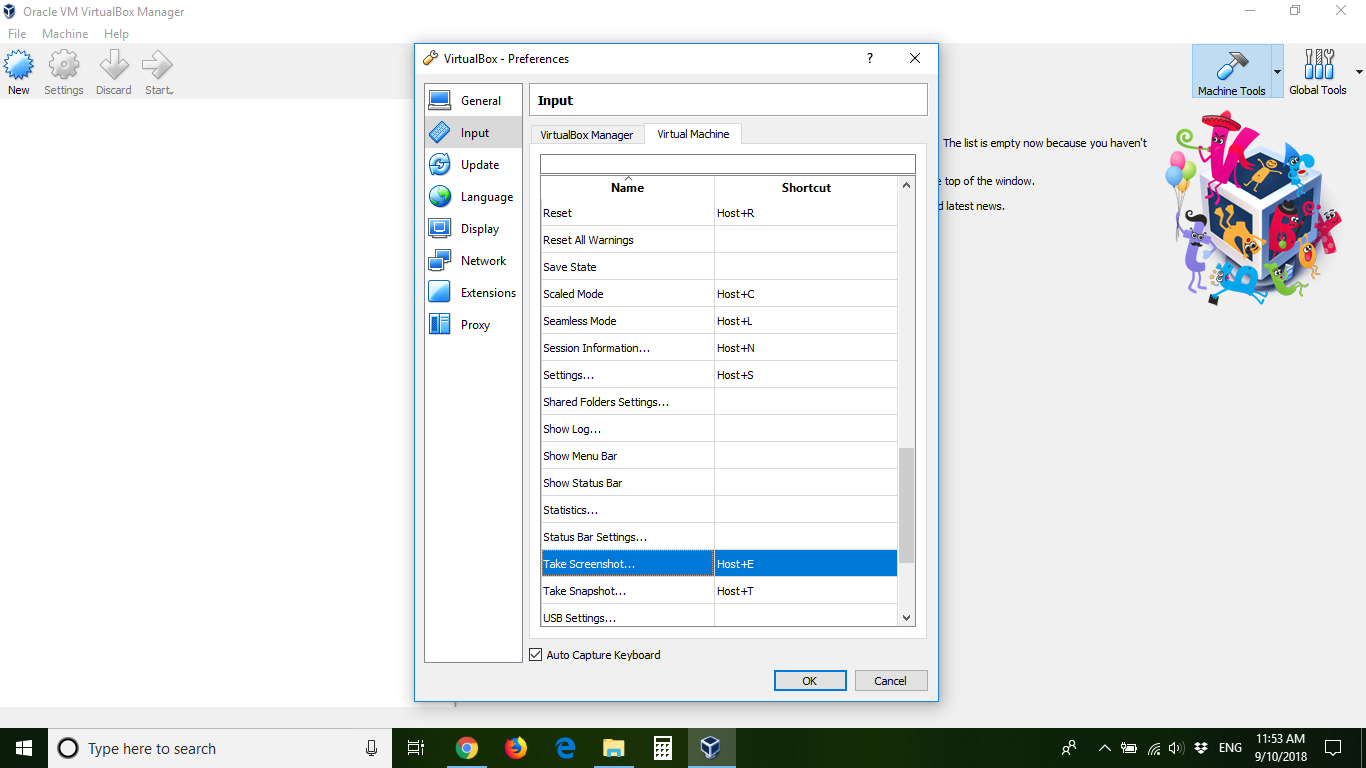 Oracle VM VirtualBox Manager
File Machine Help
New Settings Discard Start
Machine Tools Global Tools
The list is empty now because you haven't
top of the window.
latest news.
VirtualBox - Preferences ?
General
Input
Update
Language
Display
Network
Extensions
Proxy
Input
VirtualBox Manager Virtual Machine
Name Shortcut
Reset Host+R
Reset All Warnings
Save State
Scaled Mode Host+C
Seamless Mode Host+L
Session Information... Host+N
Settings... Host+S
Shared Folders Settings...
Show Log...
Show Menu Bar
Show Status Bar
Statistics...
Status Bar Settings...
Take Screenshot... Host+E
Take Snapshot... Host+T
USB Settings...
Auto Capture Keyboard
OK Cancel
Type here to search
ENG
11:53 AM
9/10/2018